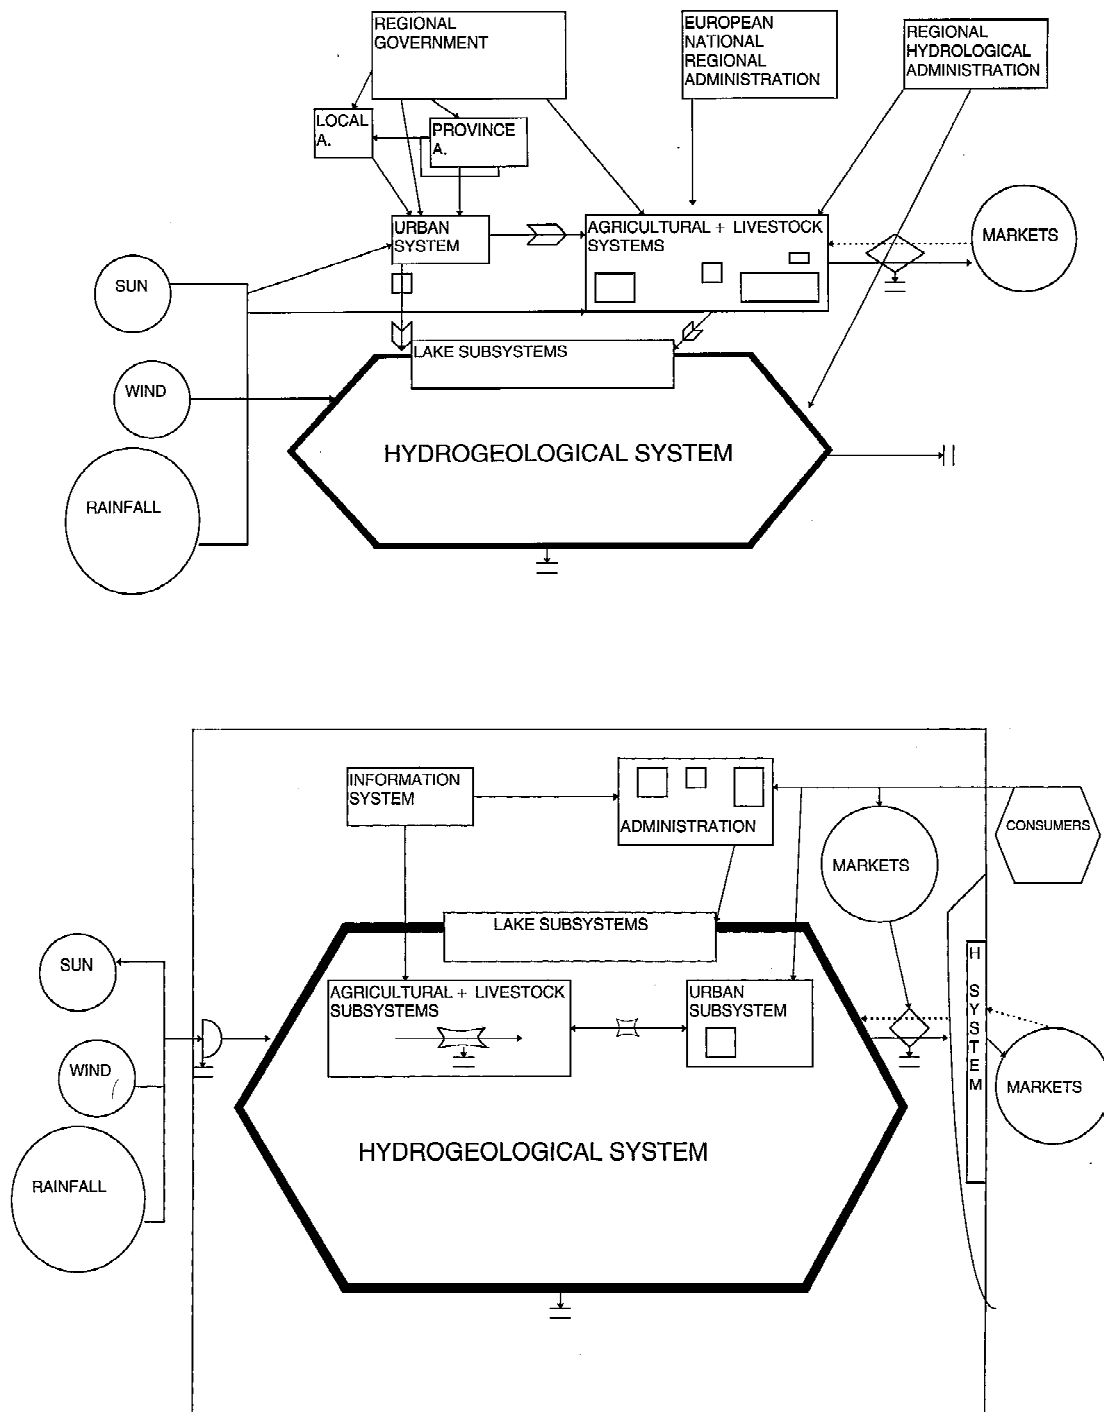 REGIONAL
GOVERNMENT
EUROPEAN
NATIONAL
REGIONAL
ADMINISTRATION
REGIONAL
HYDROLOGICAL
ADMINISTRATION
LOCAL
A.
PROVINCE
A.
URBAN
SYSTEM
AGRICULTURAL + LIVESTOCK
SYSTEMS
MARKETS
SUN
LAKE SUBSYSTEMS
WIND
HYDROGEOLOGICAL SYSTEM
RAINFALL
INFORMATION
SYSTEM
ADMINISTRATION
CONSUMERS
MARKETS
LAKE SUBSYSTEMS
SUN
AGRICULTURAL + LIVESTOCK
SUBSYSTEMS
URBAN
SUBSYSTEM
H SYSTEM
WIND
MARKETS
HYDROGEOLOGICAL SYSTEM
RAINFALL